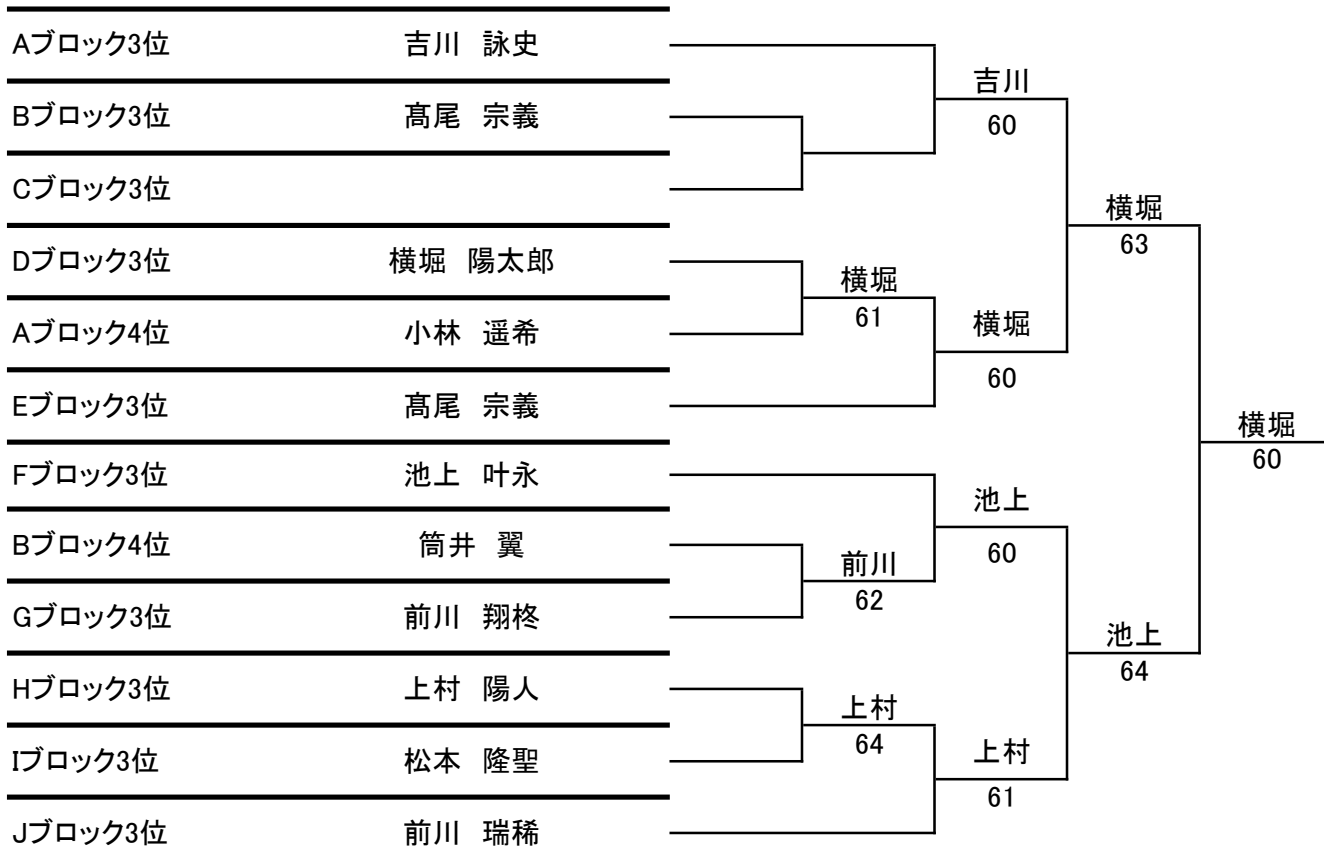 Aブロック3位 吉川 詠史
吉川
Bブロック3位 髙尾 宗義
60
Cブロック3位
横堀
63
Dブロック3位 横堀 陽太郎
横堀
61
Aブロック4位 小林 遥希
横堀
60
Eブロック3位 髙尾 宗義
横堀
60
Fブロック3位 池上 叶永
池上
Bブロック4位 筒井 翼
60
前川
62
Gブロック3位 前川 翔柊
池上
64
Hブロック3位 上村 陽人
上村
64
Iブロック3位 松本 隆聖
上村
61
Jブロック3位 前川 瑞稀